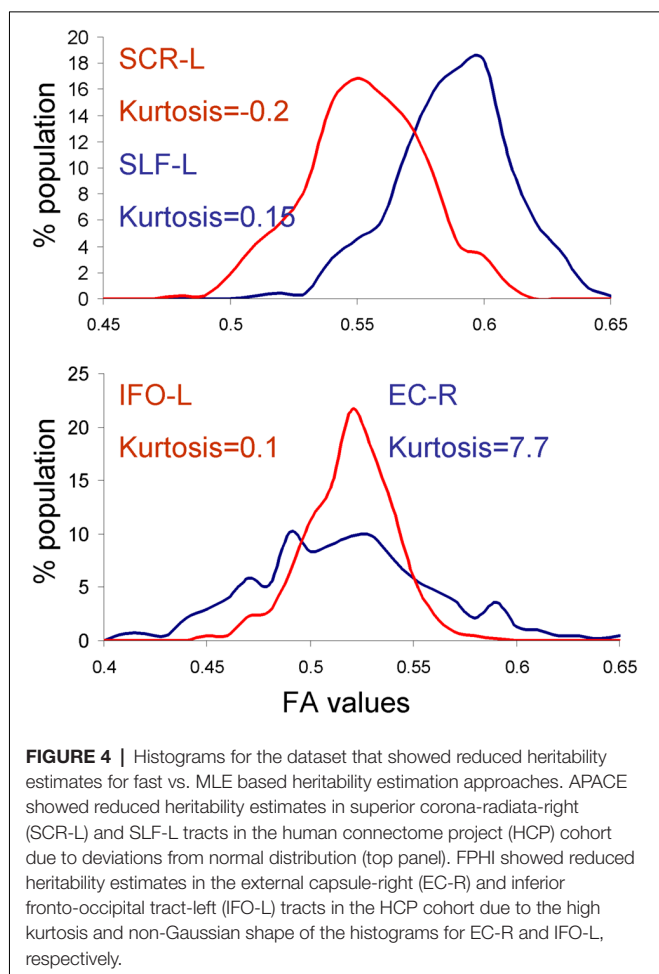 20
18
16
14
12
10
8
6
4
2
0
% population
SCR-L
Kurtosis=-0.2
SLF-L
Kurtosis=0.15
0.45 0.5 0.55 0.6 0.65
25
20
15
10
5
0
% population
IFO-L EC-R
Kurtosis=0.1 Kurtosis=7.7
0.4 0.45 0.5 0.55 0.6 0.65
FA values
FIGURE 4 | Histograms for the dataset that showed reduced heritability
estimates for fast vs. MLE based heritability estimation approaches. APACE
showed reduced heritability estimates in superior corona-radiata-right
(SCR-L) and SLF-L tracts in the human connectome project (HCP) cohort
due to deviations from normal distribution (top panel). FPHI showed reduced
heritability estimates in the external capsule-right (EC-R) and inferior
fronto-occipital tract-left (IFO-L) tracts in the HCP cohort due to the high
kurtosis and non-Gaussian shape of the histograms for EC-R and IFO-L,
respectively.